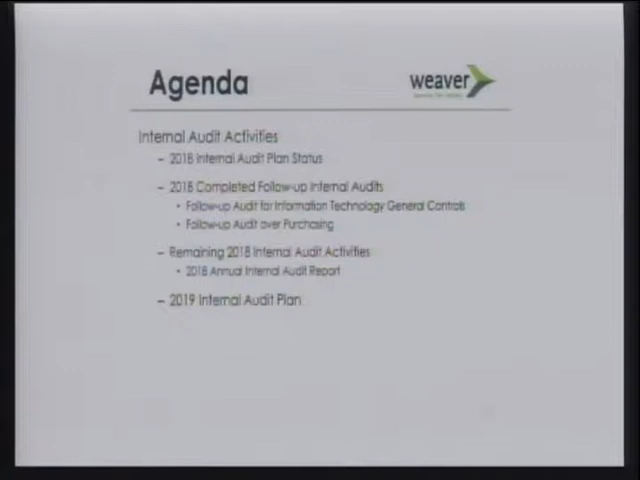 Agenda
weaver
Internal Audit Activities
– 2018 Internal Audit Plan Status
– 2018 Completed Follow-up Internal Audits
• Follow-up Audit for Information Technology General Controls
• Follow-up Audit over Purchasing
– Remaining 2018 Internal Audit Activities
• 2018 Annual Internal Audit Report
– 2019 Internal Audit Plan